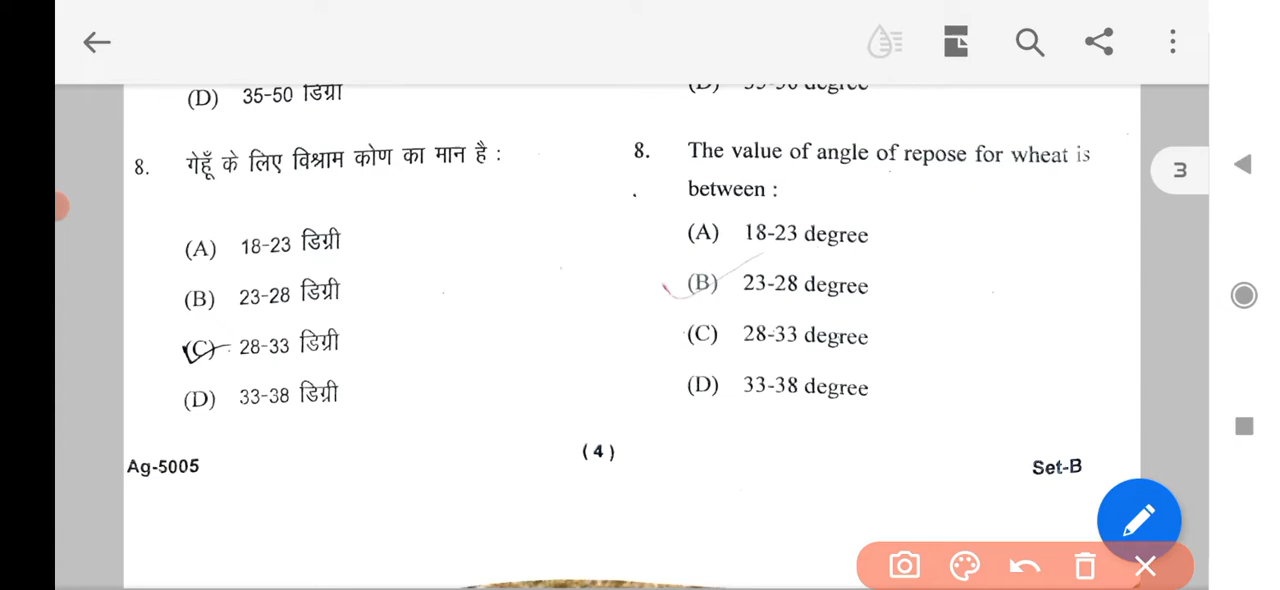 (D) 35-50 डिग्री
8. गेहूँ के लिए विश्राम कोण का मान है :
(A) 18-23 डिग्री
(B) 23-28 डिग्री
(C) 28-33 डिग्री
(D) 33-38 डिग्री
8. The value of angle of repose for wheat is
between :
(A) 18-23 degree
(B) 23-28 degree
(C) 28-33 degree
(D) 33-38 degree
3
Ag-5005
(4)
Set-B